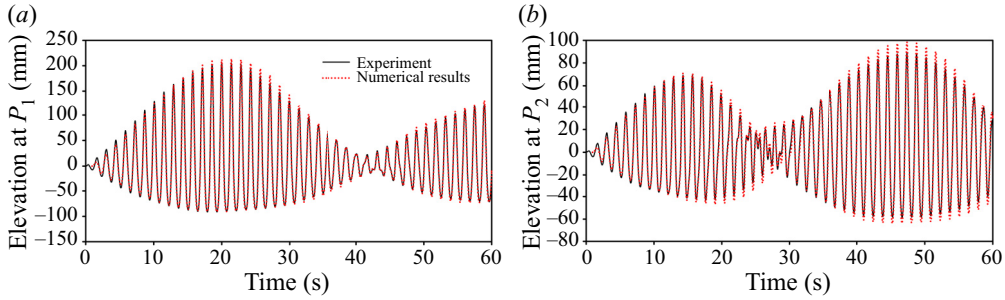 (a)
250
200
150
100
50
0
−50
−100
−150
Elevation at P1 (mm)
Experiment
Numerical results
0 10 20 30 40 50 60
Time (s)
(b)
100
80
60
40
20
0
−20
−40
−60
−80
Elevation at P2 (mm)
0 10 20 30 40 50 60
Time (s)